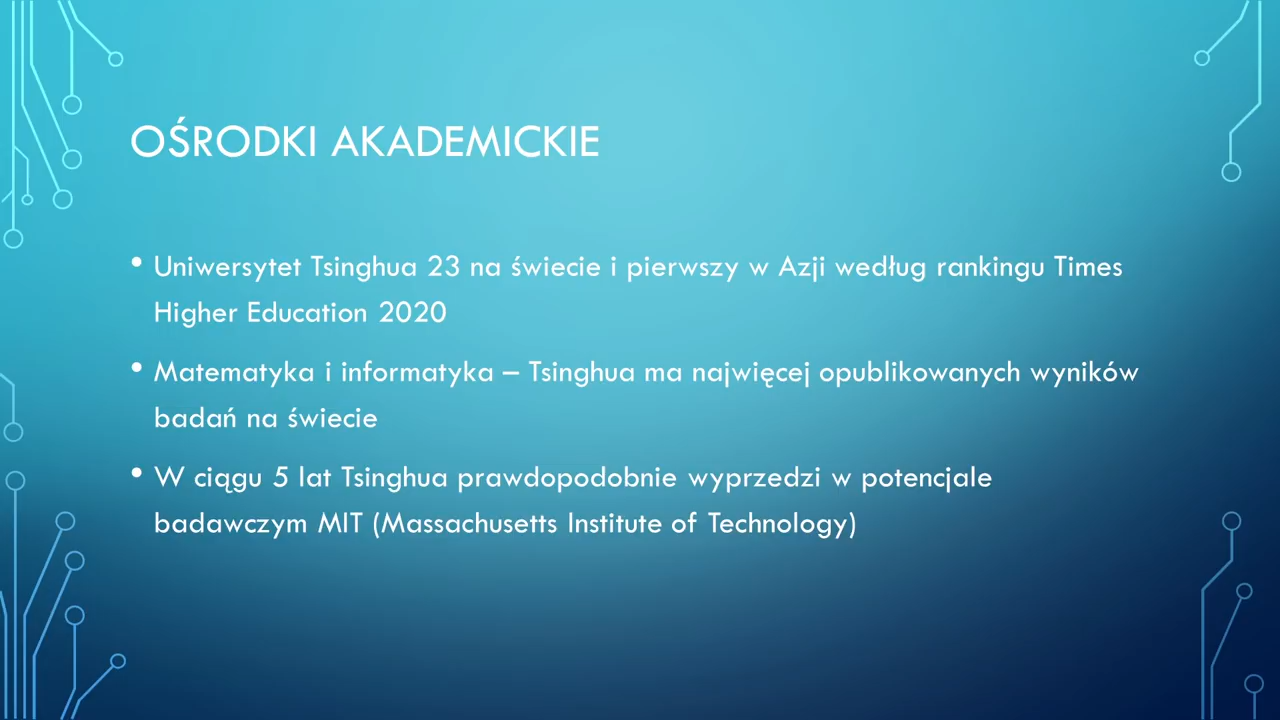 OŚRODKI AKADEMICKIE
• Uniwersytet Tsinghua 23 na świecie i pierwszy w Azji według rankingu Times
Higher Education 2020
• Matematyka i informatyka – Tsinghua ma najwięcej opublikowanych wyników
badań na świecie
• W ciągu 5 lat Tsinghua prawdopodobnie wyprzedzi w potencjale
badawczym MIT (Massachusetts Institute of Technology)